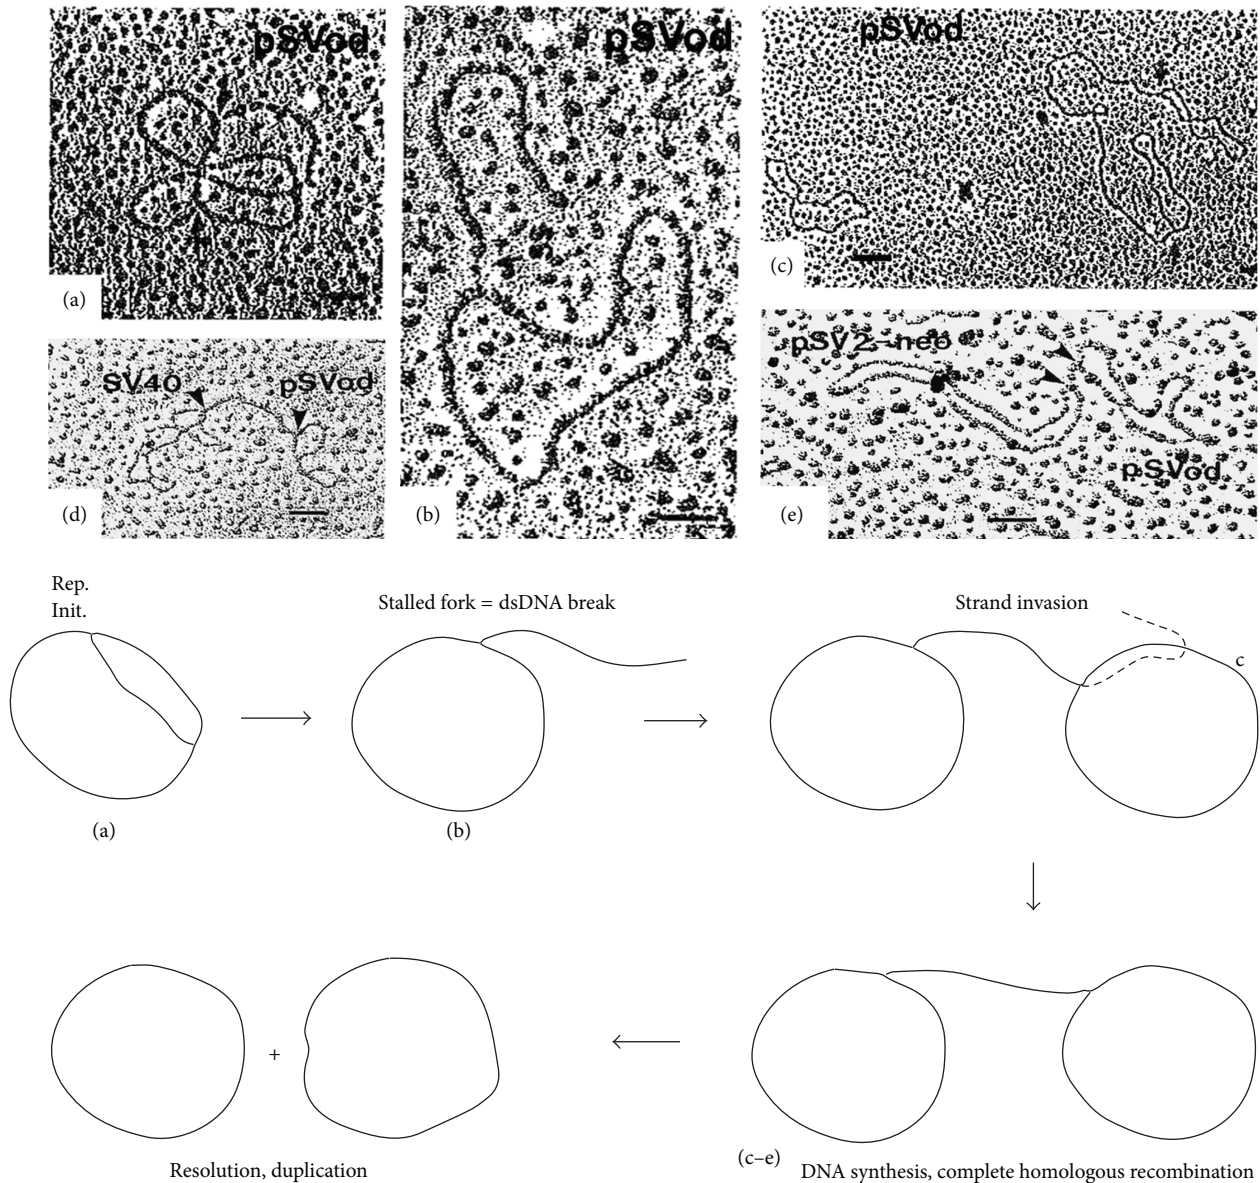 pSVod
pSVod
pSVod
(a)
(c)
SV40
pSVod
pSV2-neo
pSVod
(d)
(b)
(e)
Rep.
Init.
Stalled fork = dsDNA break
Strand invasion
c
(a)
(b)
+
(c–e)
Resolution, duplication
DNA synthesis, complete homologous recombination